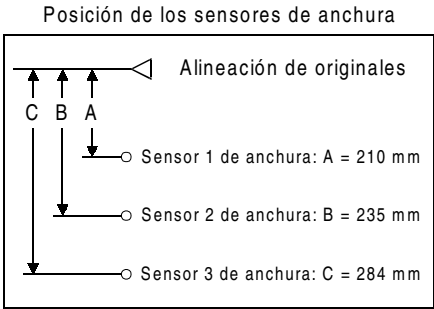 Posición de los sensores de anchura
Alineación de originales
C B A
Sensor 1 de anchura: A = 210 mm
Sensor 2 de anchura: B = 235 mm
Sensor 3 de anchura: C = 284 mm